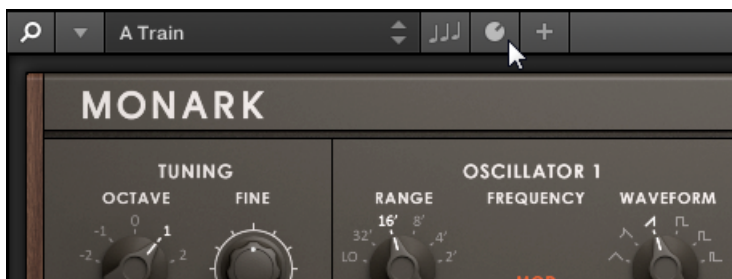 A Train
MONARK
TUNING
OSCILLATOR 1
OCTAVE FINE RANGE FREQUENCY WAVEFORM
-2 -1 0 1 2
LO 32' 16' 8' 4' 2'